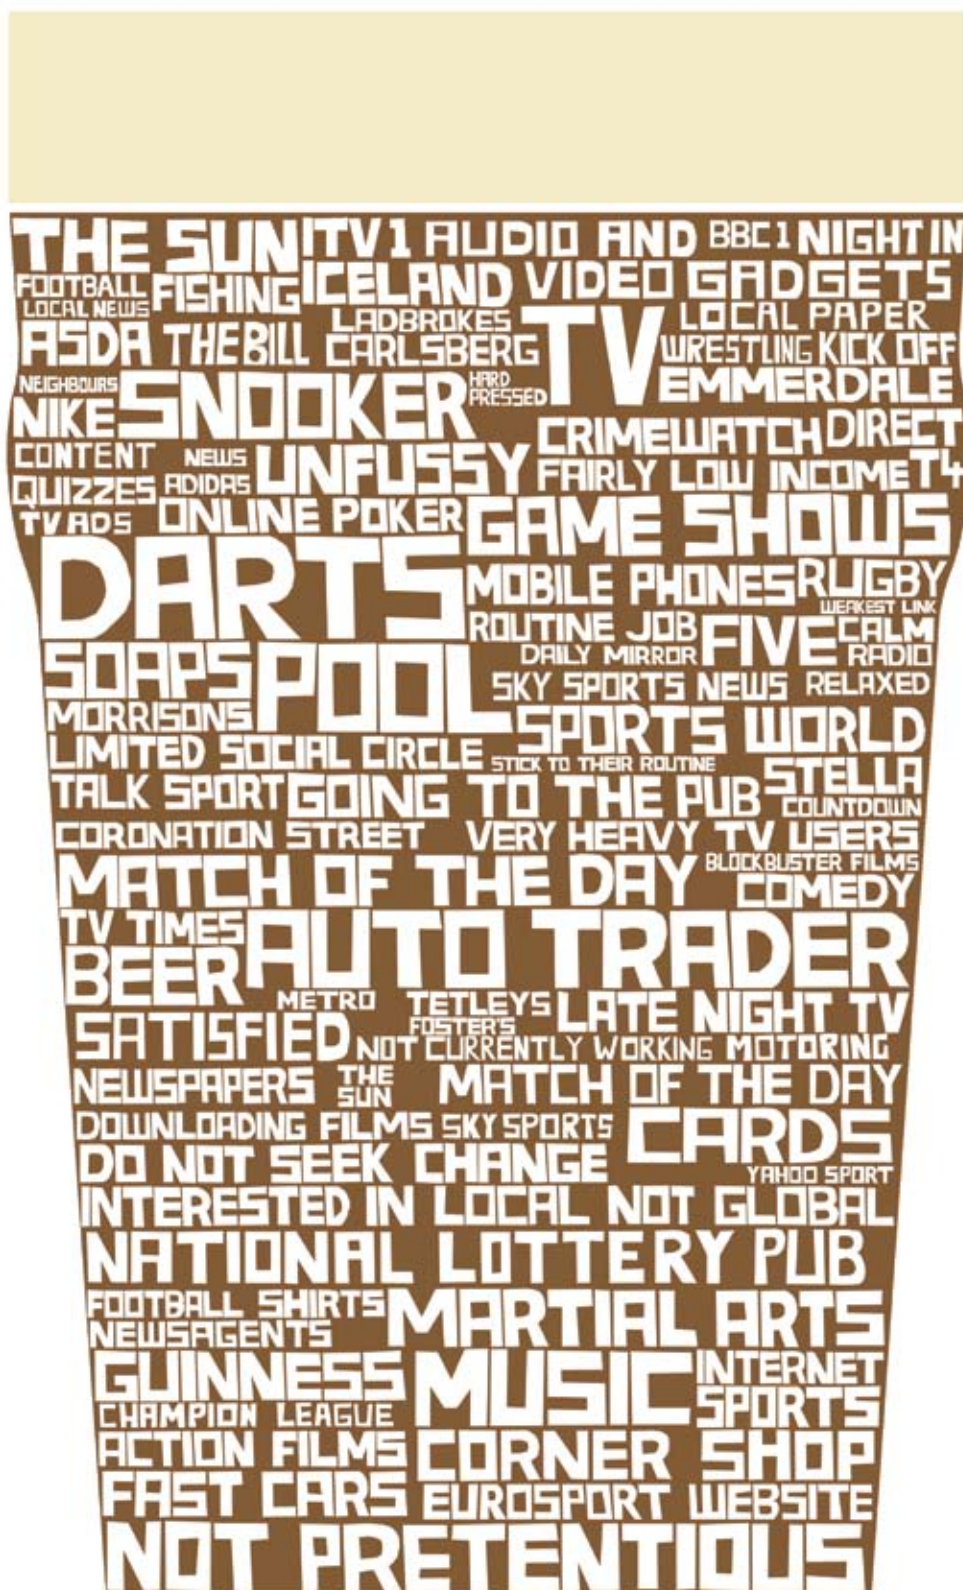 THE SUN ITV1 AUDIO AND BBC1 NIGHT IN
FOOTBALL FISHING ICELAND VIDEO GADGETS
LOCAL NEWS LADBROKES TV LOCAL PAPER
ASDA THE BILL CARLSBERG WRESTLING KICK OFF
NEIGHBOURS SNOOKER HARD PRESSED EMMERDALE
NIKE CRIMEWATCH DIRECT
CONTENT NEWS UNFUSSY FAIRLY LOW INCOME T4
QUIZZES ADIDAS
TV ADS ONLINE POKER GAME SHOWS
DARTS MOBILE PHONES RUGBY
WEAKEST LINK
ROUTINE JOB FIVE CALM
DAILY MIRROR RADIO
SOAPS POOL SKY SPORTS NEWS RELAXED
MORRISONS SPORTS WORLD
LIMITED SOCIAL CIRCLE STICK TO THEIR ROUTINE STELLA
TALK SPORT GOING TO THE PUB COUNTDOWN
CORONATION STREET VERY HEAVY TV USERS
MATCH OF THE DAY BLOCKBUSTER FILMS
COMEDY
TV TIMES AUTO TRADER
BEER
METRO TETLEYS LATE NIGHT TV
SATISFIED FOSTER'S
NOT CURRENTLY WORKING MOTORING
NEWSPAPERS THE SUN MATCH OF THE DAY
DOWNLOADING FILMS SKY SPORTS CARDS
DO NOT SEEK CHANGE YAHOO SPORT
INTERESTED IN LOCAL NOT GLOBAL
NATIONAL LOTTERY PUB
FOOTBALL SHIRTS MARTIAL ARTS
NEWSAGENTS
GUINNESS MUSIC INTERNET
CHAMPION LEAGUE SPORTS
ACTION FILMS CORNER SHOP
FAST CARS EUROSPORT WEBSITE
NOT PRETENTIOUS